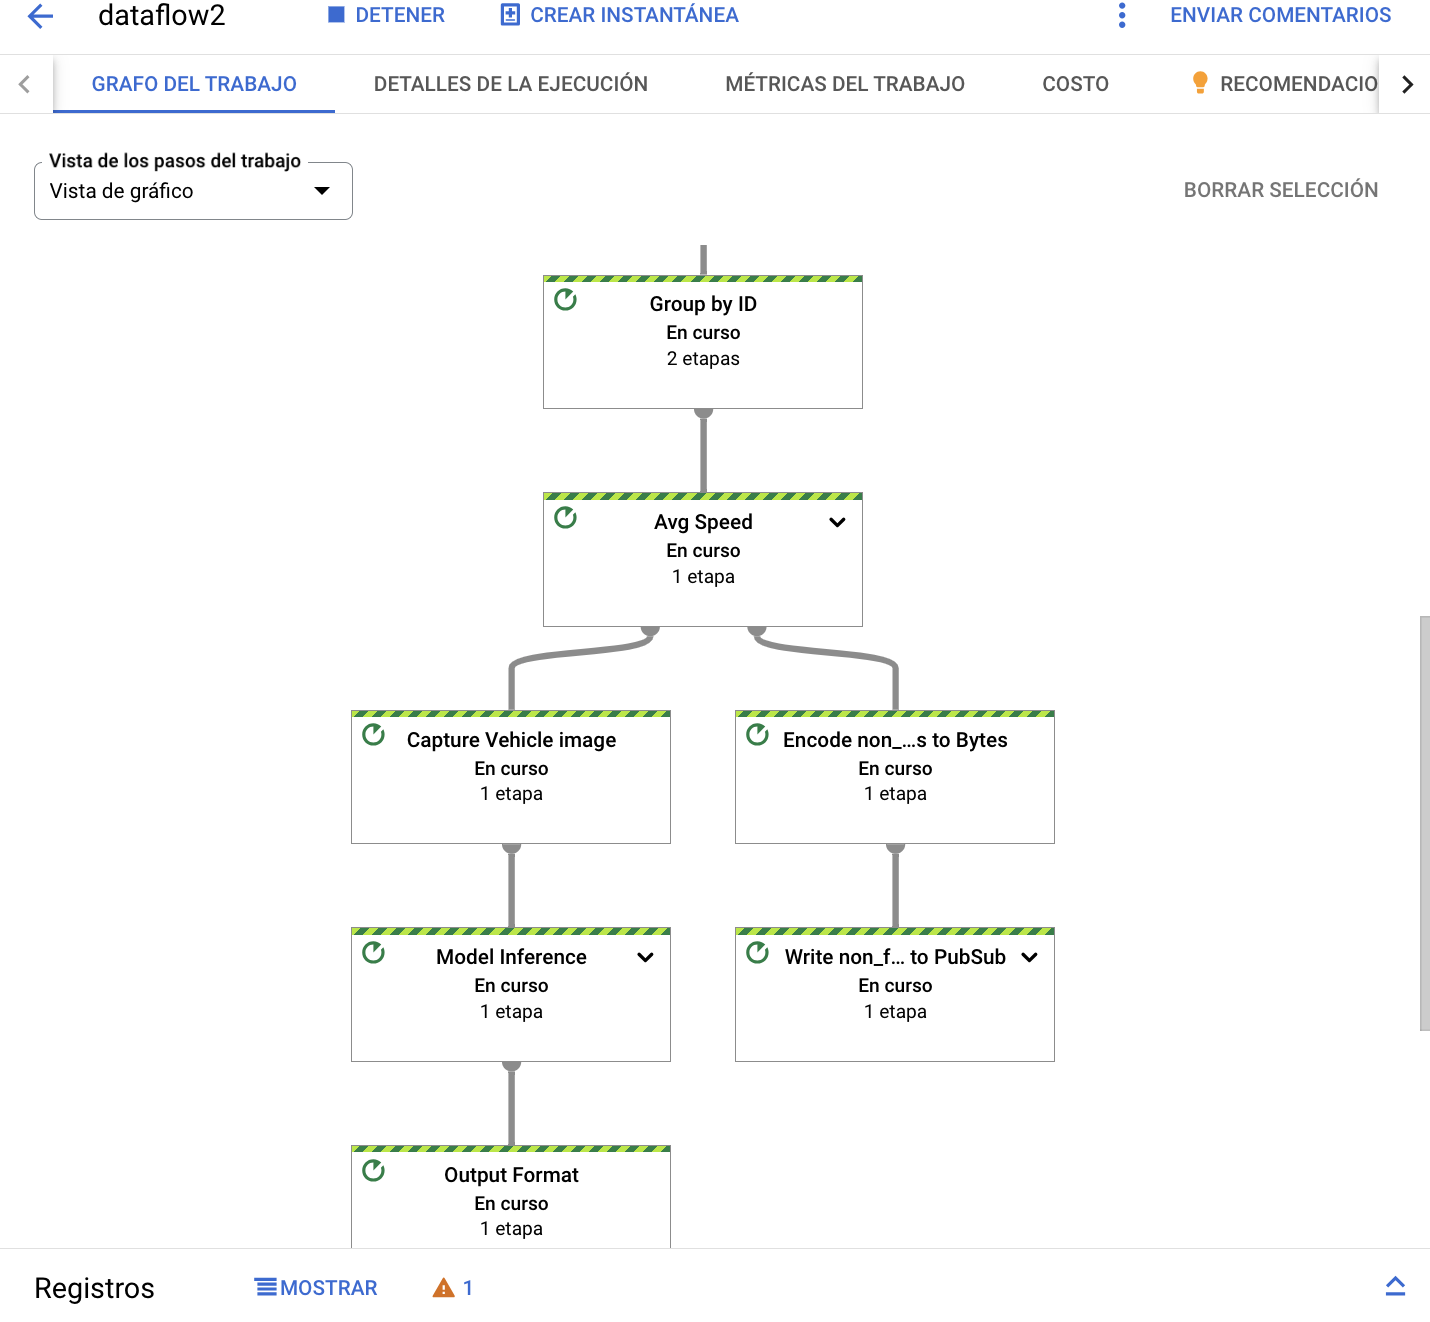 dataflow2
DETENER
CREAR INSTANTÁNEA
ENVIAR COMENTARIOS
GRAFO DEL TRABAJO
DETALLES DE LA EJECUCIÓN
MÉTRICAS DEL TRABAJO
COSTO
RECOMENDACIO
Vista de los pasos del trabajo
Vista de gráfico
BORRAR SELECCIÓN
Group by ID
En curso
2 etapas
Avg Speed
En curso
1 etapa
Capture Vehicle image
En curso
1 etapa
Encode non_...s to Bytes
En curso
1 etapa
Model Inference
En curso
1 etapa
Write non_f... to PubSub
En curso
1 etapa
Output Format
En curso
1 etapa
Registros
MOSTRAR
1